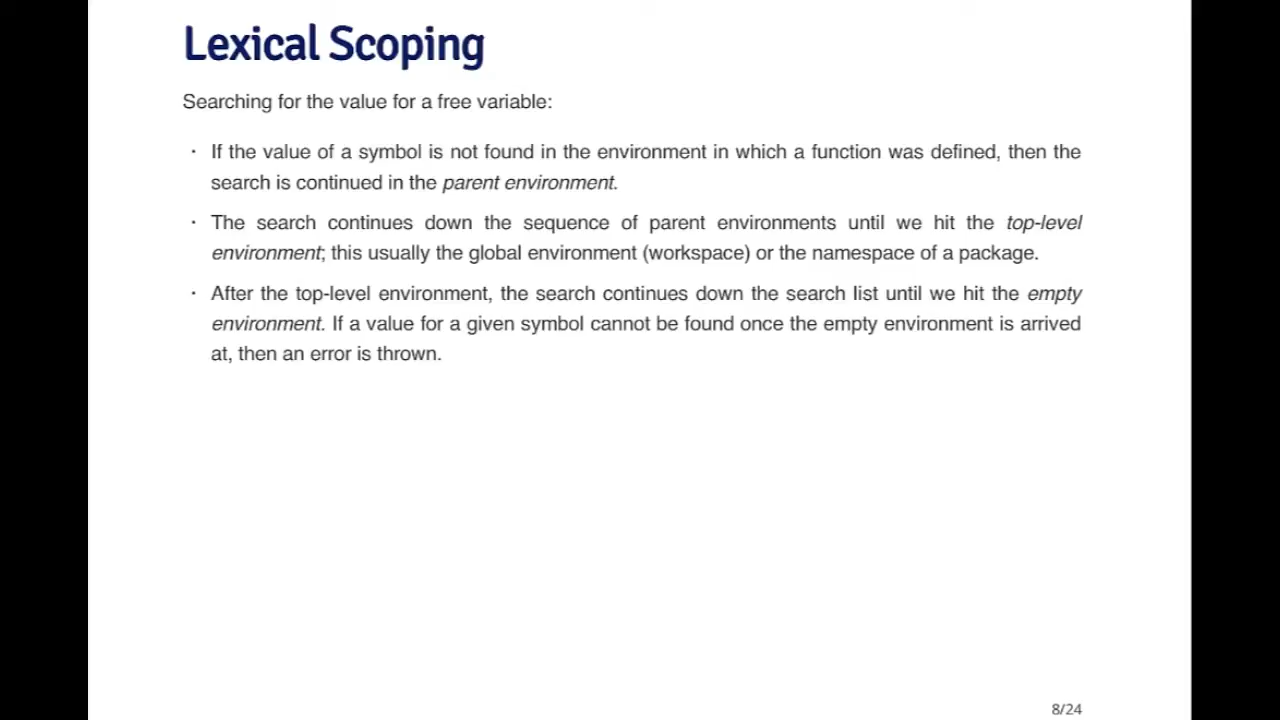 Lexical Scoping
Searching for the value for a free variable:
· If the value of a symbol is not found in the environment in which a function was defined, then the
search is continued in the parent environment.
· The search continues down the sequence of parent environments until we hit the top-level
environment; this usually the global environment (workspace) or the namespace of a package.
· After the top-level environment, the search continues down the search list until we hit the empty
environment. If a value for a given symbol cannot be found once the empty environment is arrived
at, then an error is thrown.
8/24